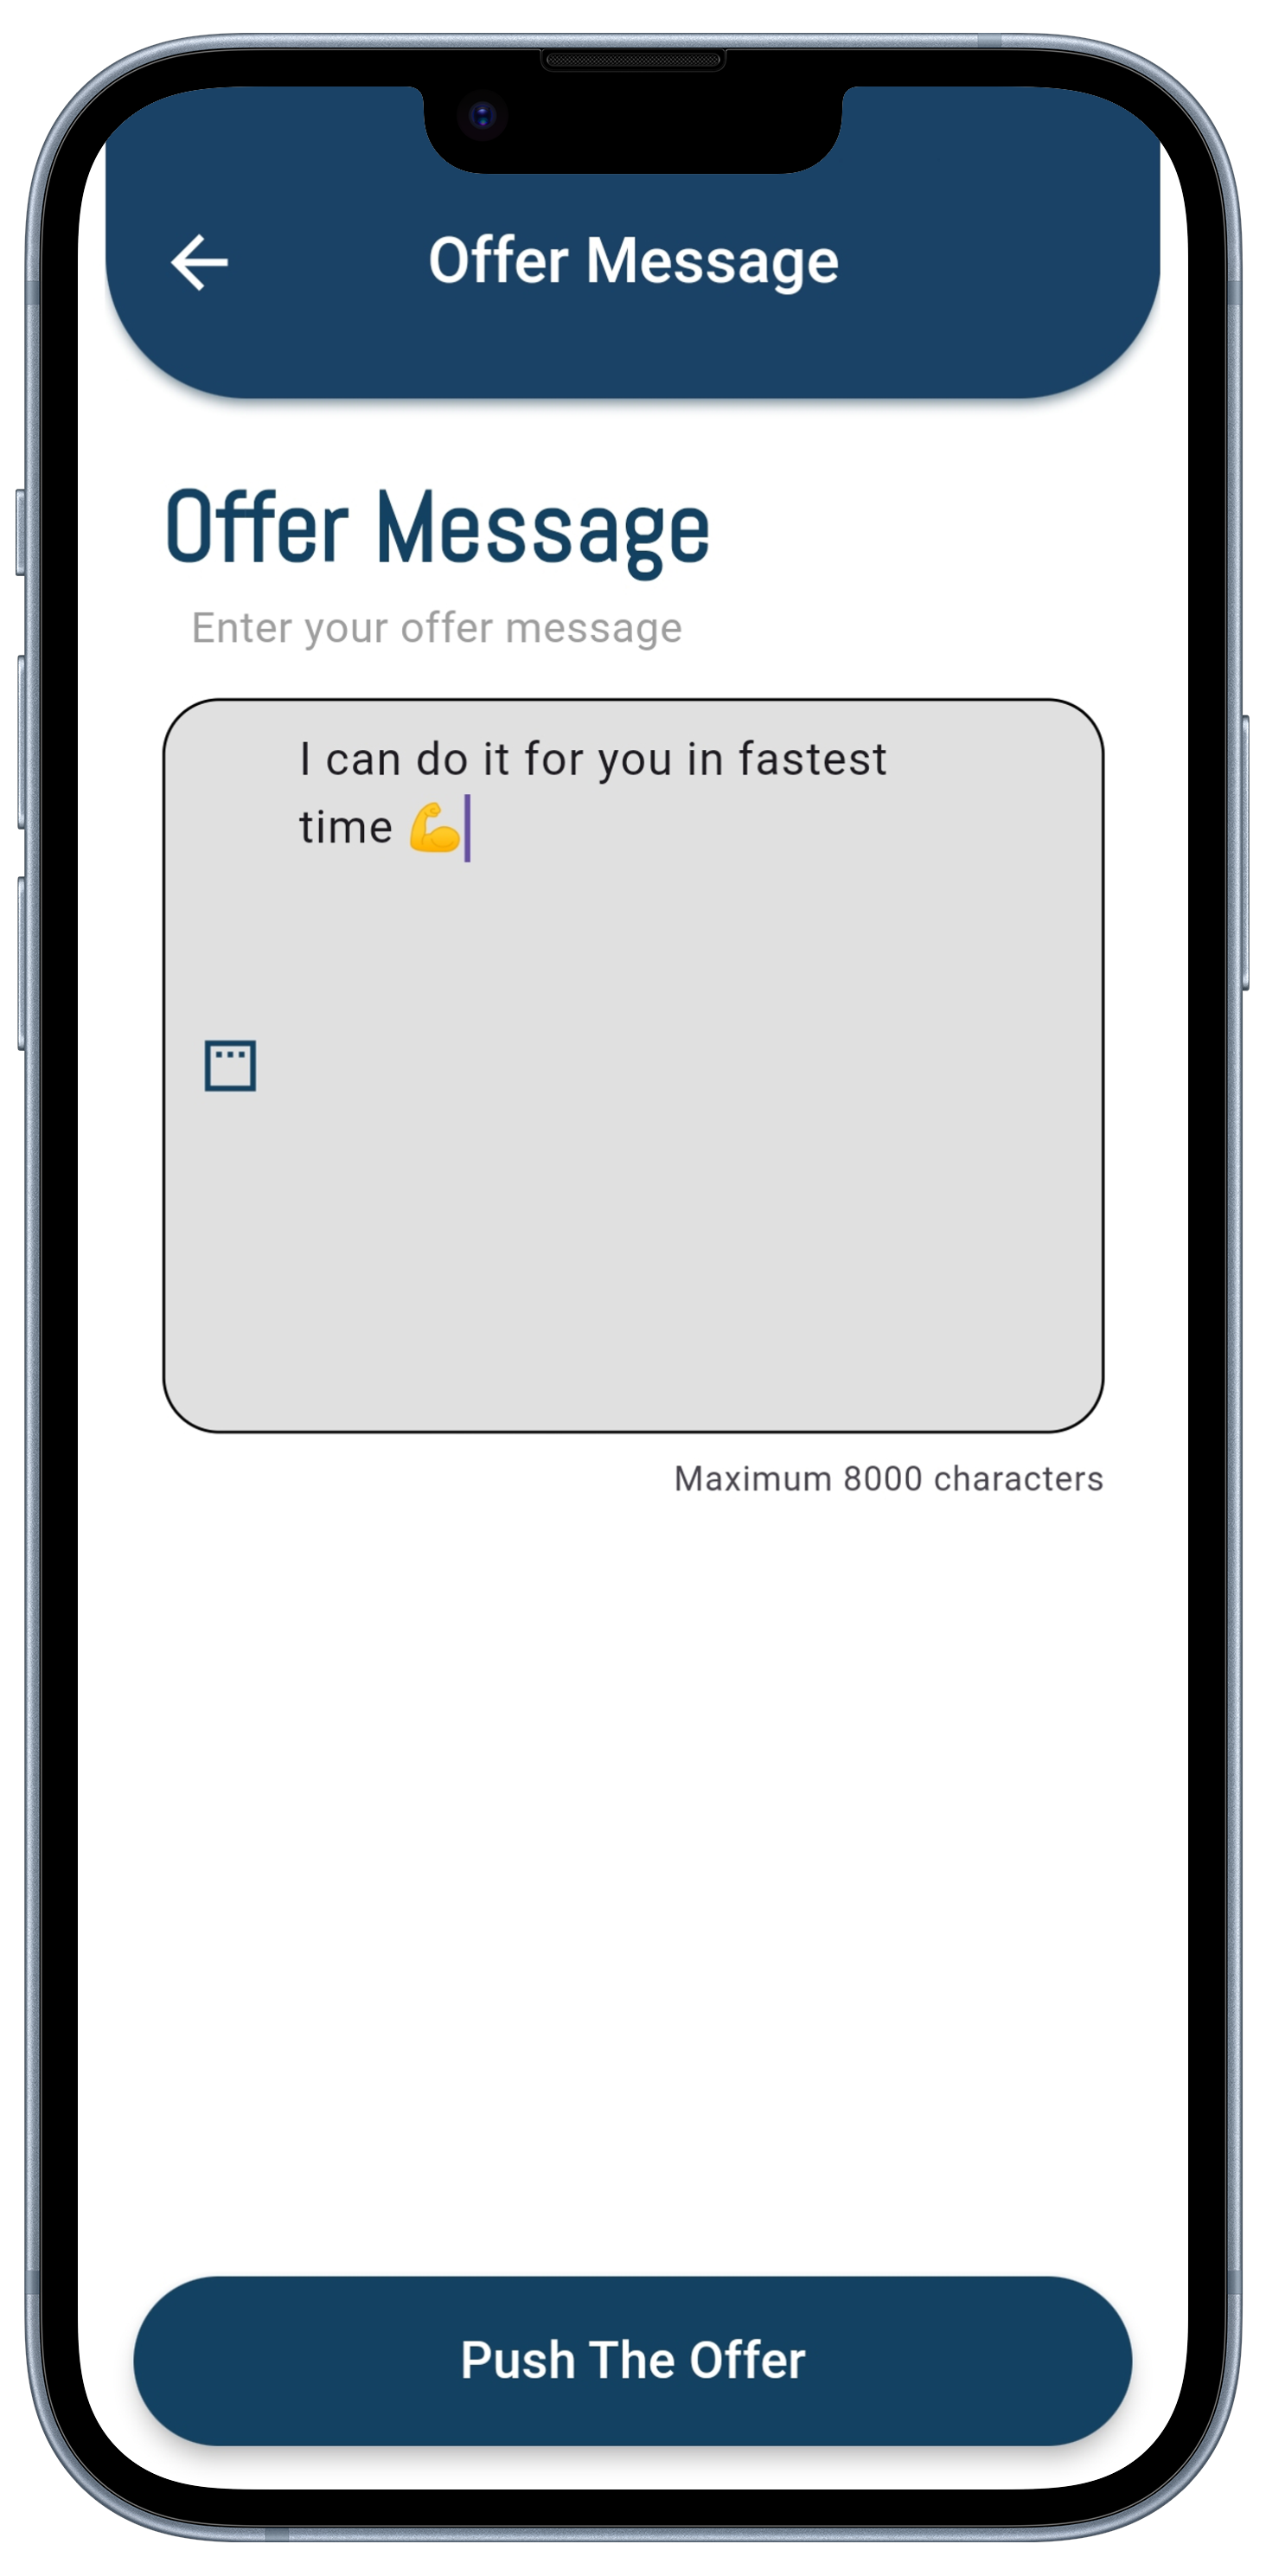 Offer Message
Offer Message
Enter your offer message
I can do it for you in fastest
time 💪
Maximum 8000 characters
Push The Offer